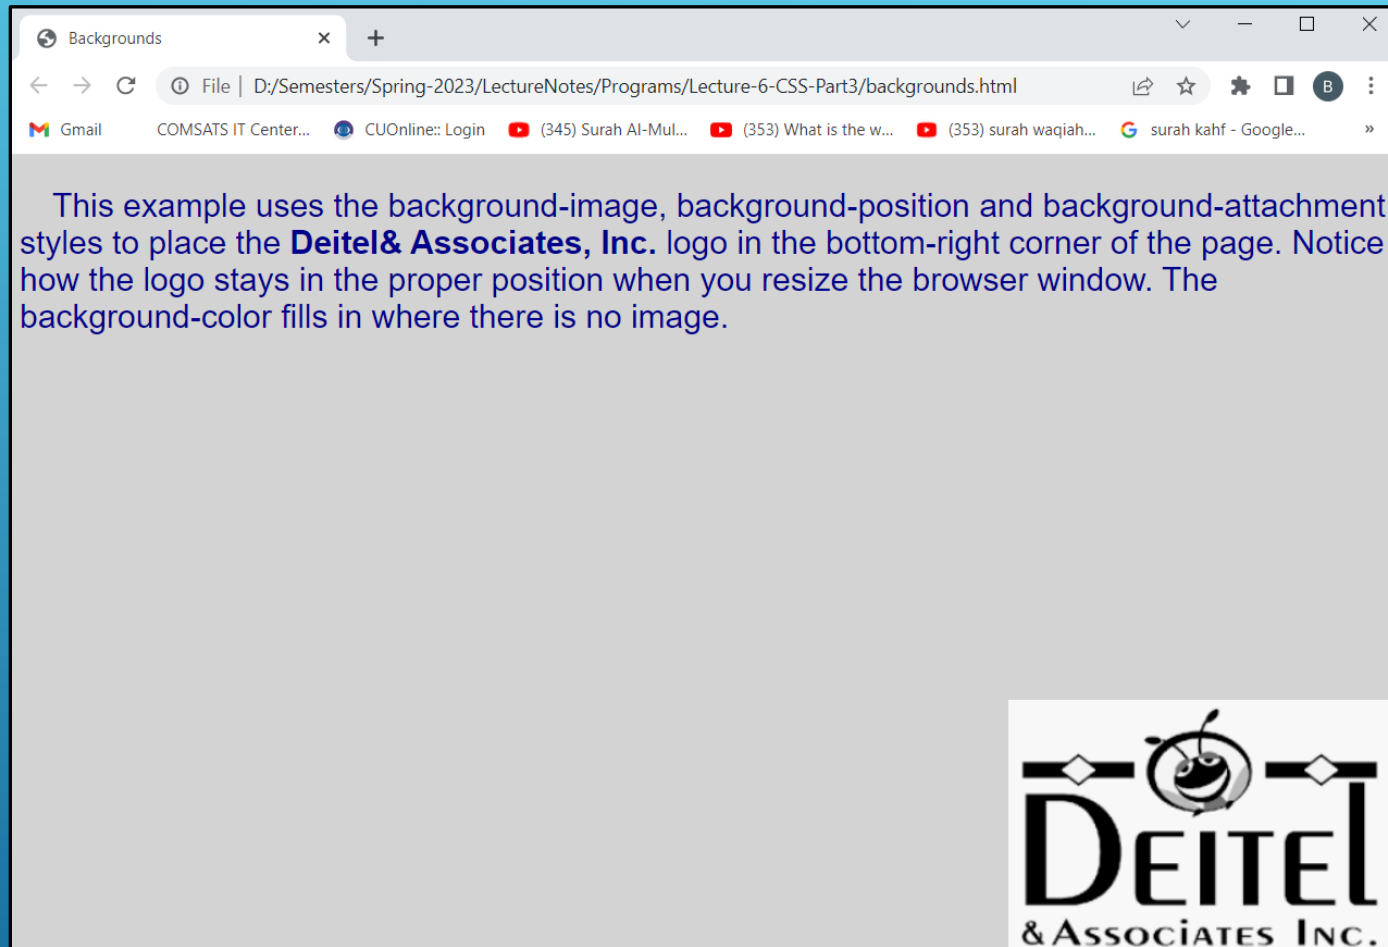 Backgrounds
File | D:/Semesters/Spring-2023/LectureNotes/Programs/Lecture-6-CSS-Part3/backgrounds.html
B
Gmail COMSATS IT Center... CUOnline:: Login (345) Surah Al-Mul... (353) What is the w... (353) surah waqiah... G surah kahf - Google... »
This example uses the background-image, background-position and background-attachment
styles to place the Deitel& Associates, Inc. logo in the bottom-right corner of the page. Notice
how the logo stays in the proper position when you resize the browser window. The
background-color fills in where there is no image.
DEITEL
& ASSOCIATES INC.